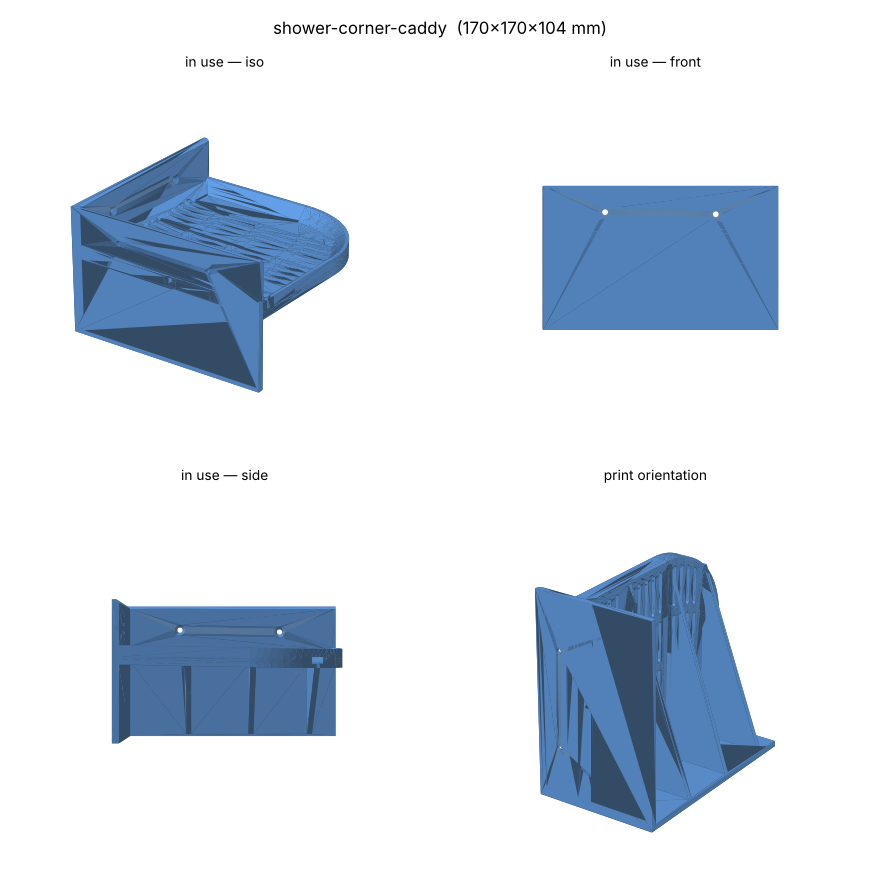 shower-corner-caddy (170×170×104 mm)
in use — iso
in use — front
in use — side
print orientation